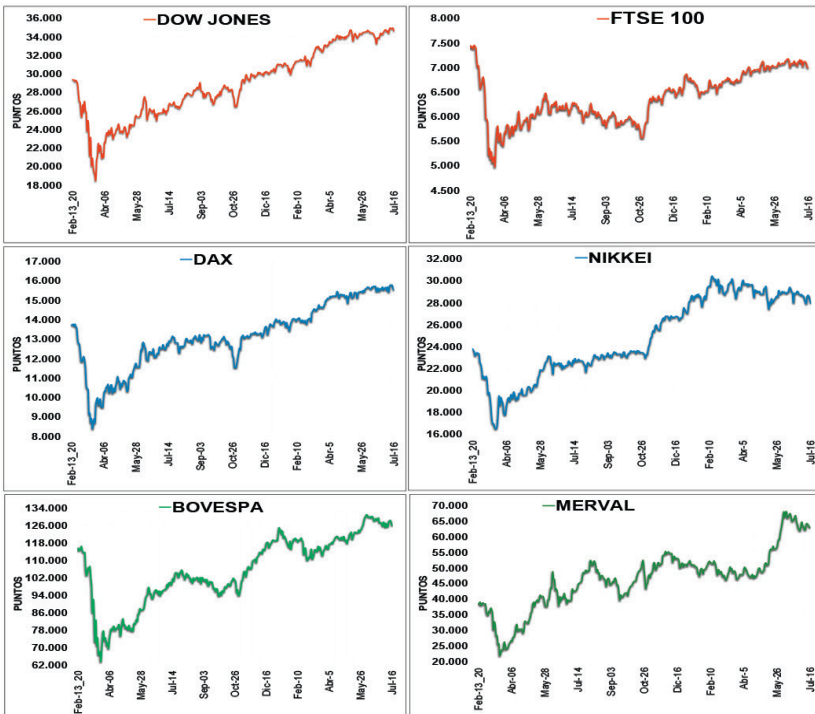 DOW JONES
PUNTOS
36.000
34.000
32.000
30.000
28.000
26.000
24.000
22.000
20.000
18.000
Feb-13_20
Abr-06
May-28
Jul-14
Sep-03
Oct-26
Dic-16
Feb-10
Abr-5
May-26
Jul-16
FTSE 100
PUNTOS
8.000
7.500
7.000
6.500
6.000
5.500
5.000
4.500
Feb-13_20
Abr-06
May-28
Jul-14
Sep-03
Oct-26
Dic-16
Feb-10
Abr-5
May-26
Jul-16
DAX
PUNTOS
17.000
16.000
15.000
14.000
13.000
12.000
11.000
10.000
9.000
8.000
Feb-13_20
Abr-06
May-28
Jul-14
Sep-03
Oct-26
Dic-16
Feb-10
Abr-5
May-26
Jul-16
NIKKEI
PUNTOS
32.000
30.000
28.000
26.000
24.000
22.000
20.000
18.000
16.000
Feb-13_20
Abr-06
May-28
Jul-14
Sep-03
Oct-26
Dic-16
Feb-10
Abr-5
May-26
Jul-16
BOVESPA
PUNTOS
134.000
126.000
118.000
110.000
102.000
94.000
86.000
78.000
70.000
62.000
Feb-13_20
Abr-06
May-28
Jul-14
Sep-03
Oct-26
Dic-16
Feb-10
Abr-5
May-26
Jul-16
MERVAL
PUNTOS
70.000
65.000
60.000
55.000
50.000
45.000
40.000
35.000
30.000
25.000
20.000
Feb-13_20
Abr-06
May-28
Jul-14
Sep-03
Oct-26
Dic-16
Feb-10
Abr-5
May-26
Jul-16